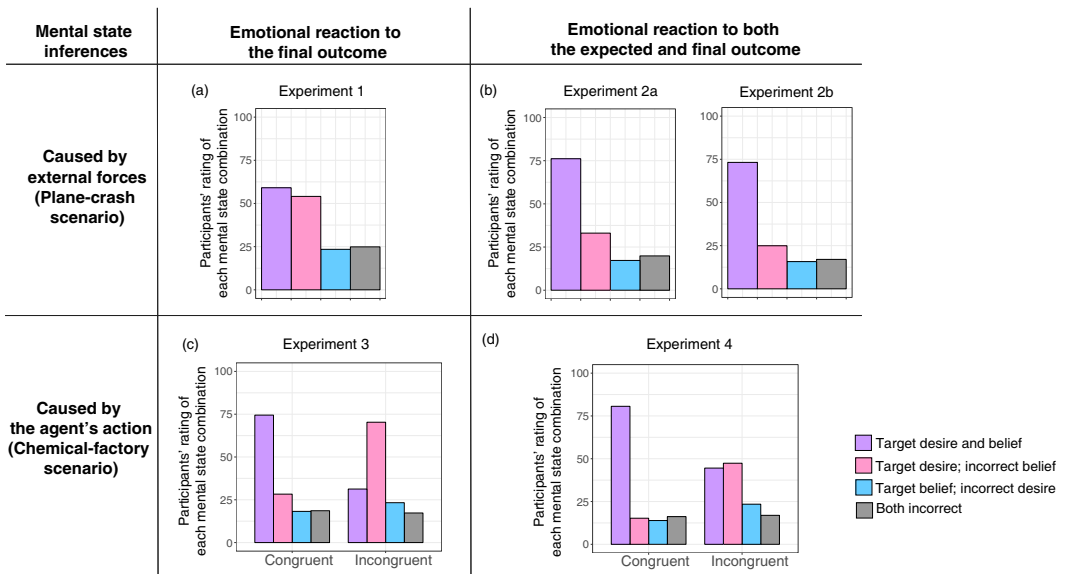 Mental state
inferences
Emotional reaction to
the final outcome
Emotional reaction to both
the expected and final outcome
Caused by
external forces
(Plane-crash
scenario)
(a)
Experiment 1
Participants' rating of
each mental state combination
100
75
50
25
0
(b)
Experiment 2a
Participants' rating of
each mental state combination
100
75
50
25
0
Experiment 2b
100
75
50
25
0
Caused by
the agent's action
(Chemical-factory
scenario)
(c)
Experiment 3
Participants' rating of
each mental state combination
100
75
50
25
0
Congruent
Incongruent
(d)
Experiment 4
Participants' rating of
each mental state combination
100
75
50
25
0
Congruent
Incongruent
Target desire and belief
Target desire; incorrect belief
Target belief; incorrect desire
Both incorrect